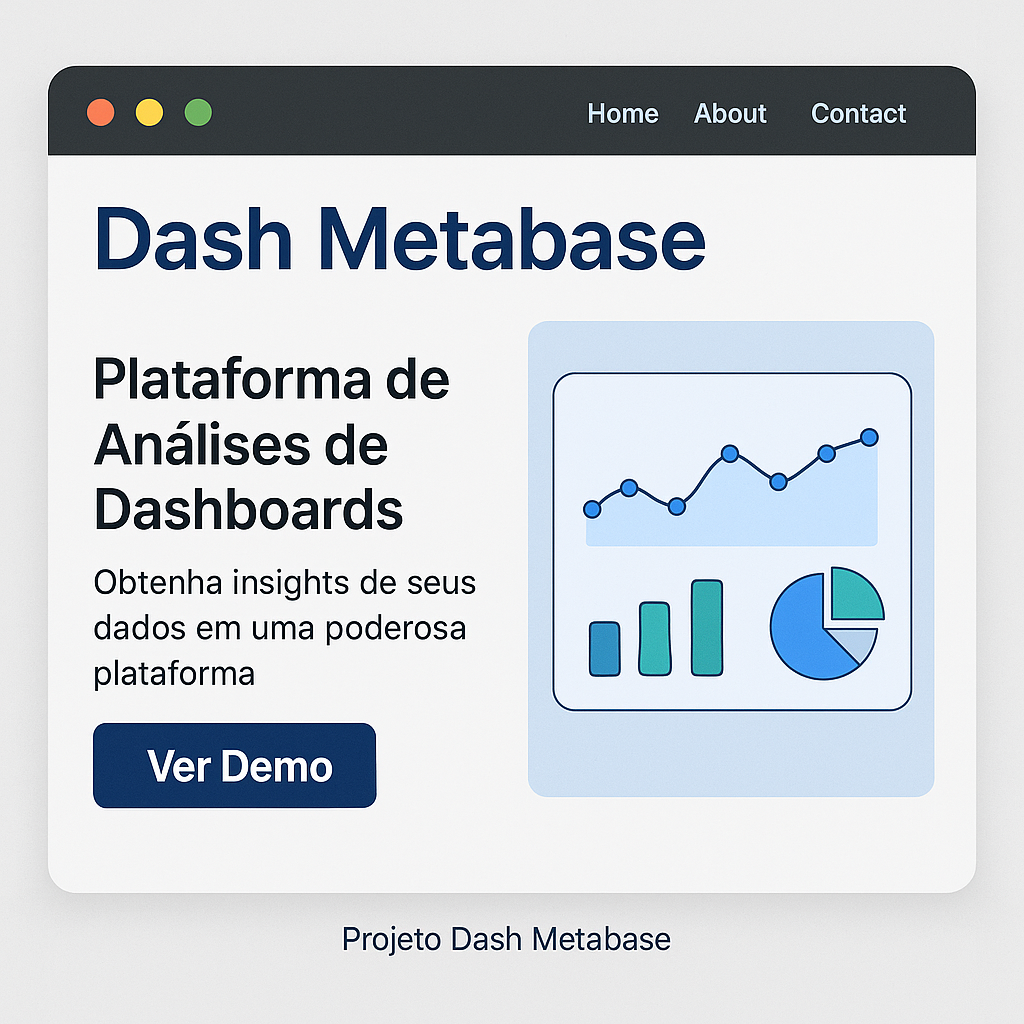 Home About Contact
Dash Metabase
Plataforma de
Análises de
Dashboards
Obtenha insights de seus
dados em uma poderosa
plataforma
Ver Demo
Projeto Dash Metabase